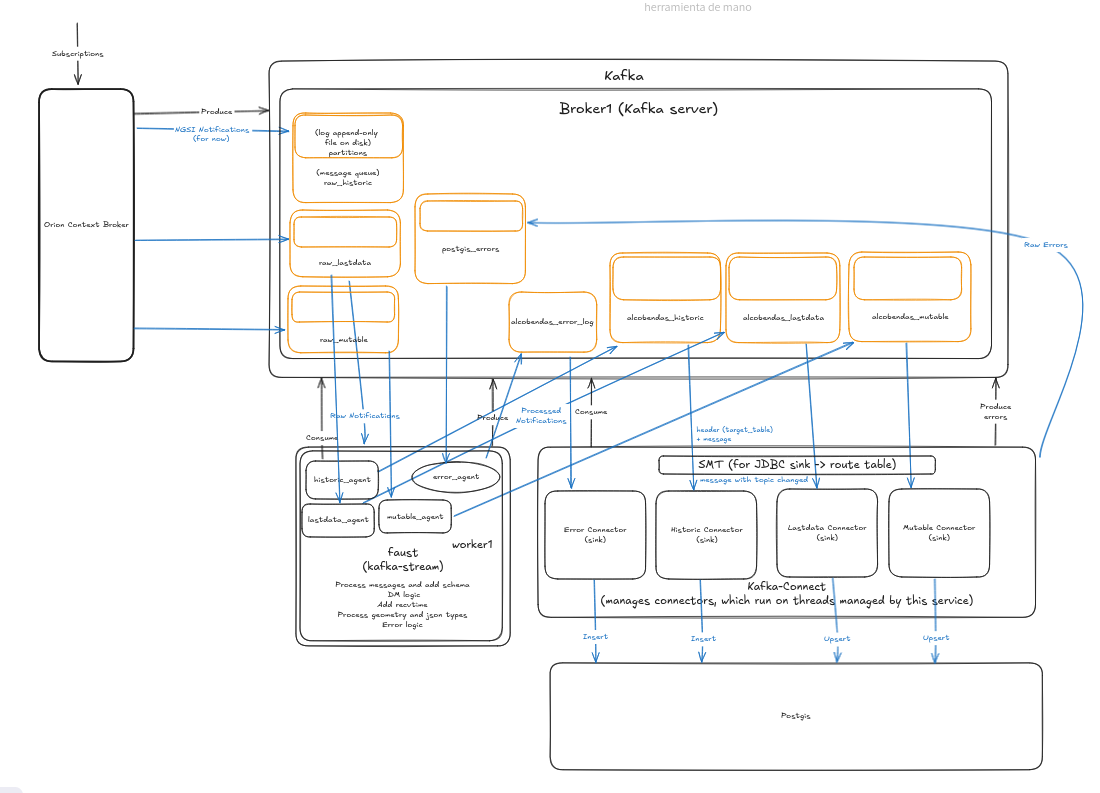 herramienta de mano
Subscriptions
Kafka
Broker1 (Kafka server)
Produce
NGSI Notifications
(for now)
(log append-only
file on disk)
partitions
(message queue)
raw_historic
Orion Context Broker
raw_lastdata
postgis_errors
Raw Errors
raw_mutable
alcobendas_error_log
alcobendas_historic
alcobendas_lastdata
alcobendas_mutable
Raw Notifications
Consume
Produce
Processed
Notifications
Consume
Produce
errors
header (target_table)
+ message
SMT (for JDBC sink -> route table)
message with topic changed
historic_agent
error_agent
lastdata_agent
mutable_agent
worker1
faust
(kafka-stream)
Process messages and add schema
DM logic
Add recvtime
Process geometry and json types
Error logic
Error Connector
(sink)
Historic Connector
(sink)
Lastdata Connector
(sink)
Mutable Connector
(sink)
Kafka-Connect
(manages connectors, which run on threads managed by this service)
Insert
Insert
Upsert
Upsert
Postgis